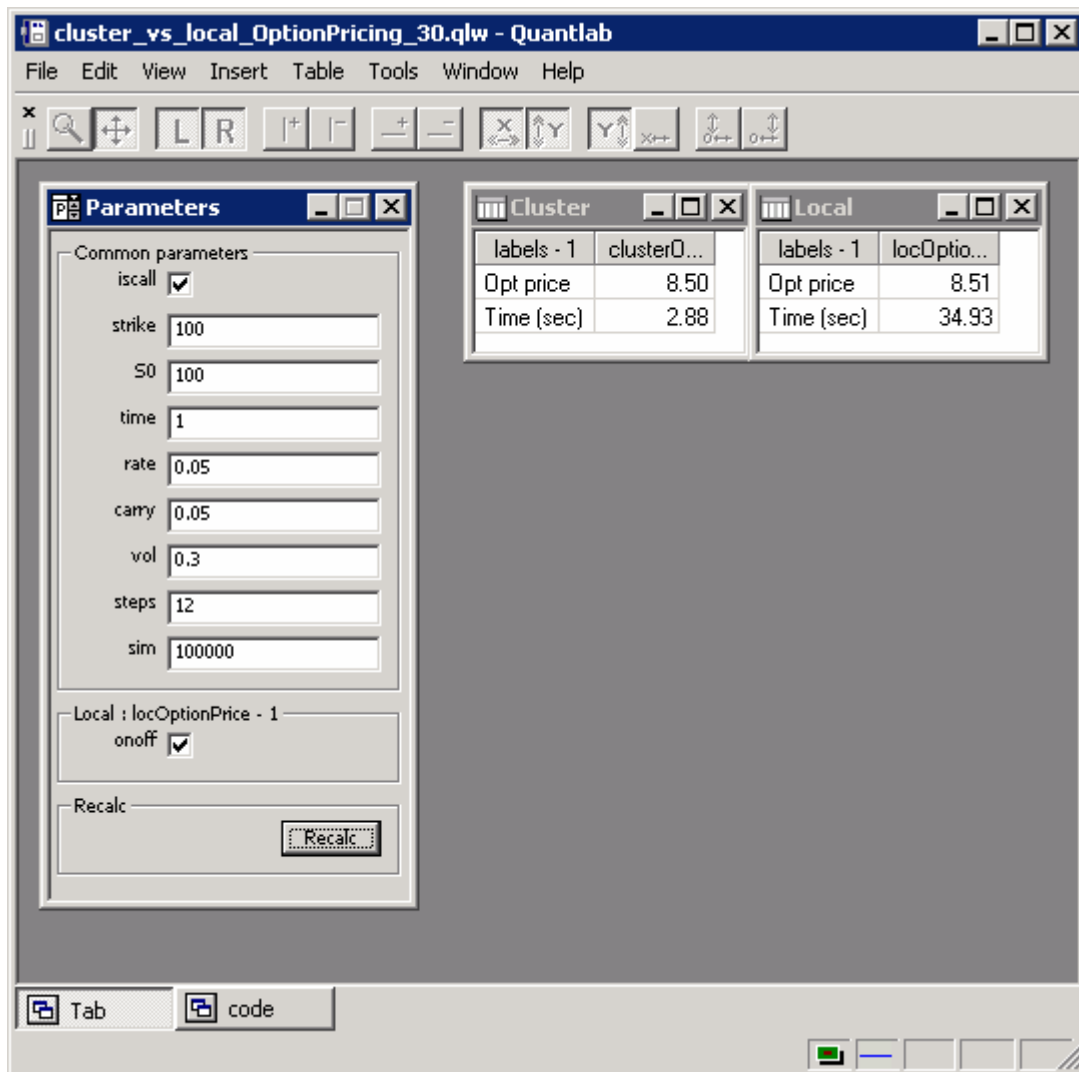 cluster_vs_local_OptionPricing_30.qlw - Quantlab
File Edit View Insert Table Tools Window Help
L R X Y Y X
Parameters
Common parameters
iscall
strike 100
S0 100
time 1
rate 0.05
carry 0.05
vol 0.3
steps 12
sim 100000
Local : locOptionPrice - 1
onoff
Recalc
Recalc
Cluster
labels - 1 clusterO...
Opt price 8.50
Time (sec) 2.88
Local
labels - 1 locOptio...
Opt price 8.51
Time (sec) 34.93
Tab code